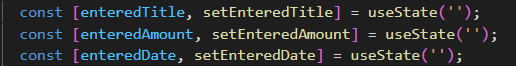 const [enteredTitle, setEnteredTitle] = useState('');
const [enteredAmount, setEnteredAmount] = useState('');
const [enteredDate, setEnteredDate] = useState('');